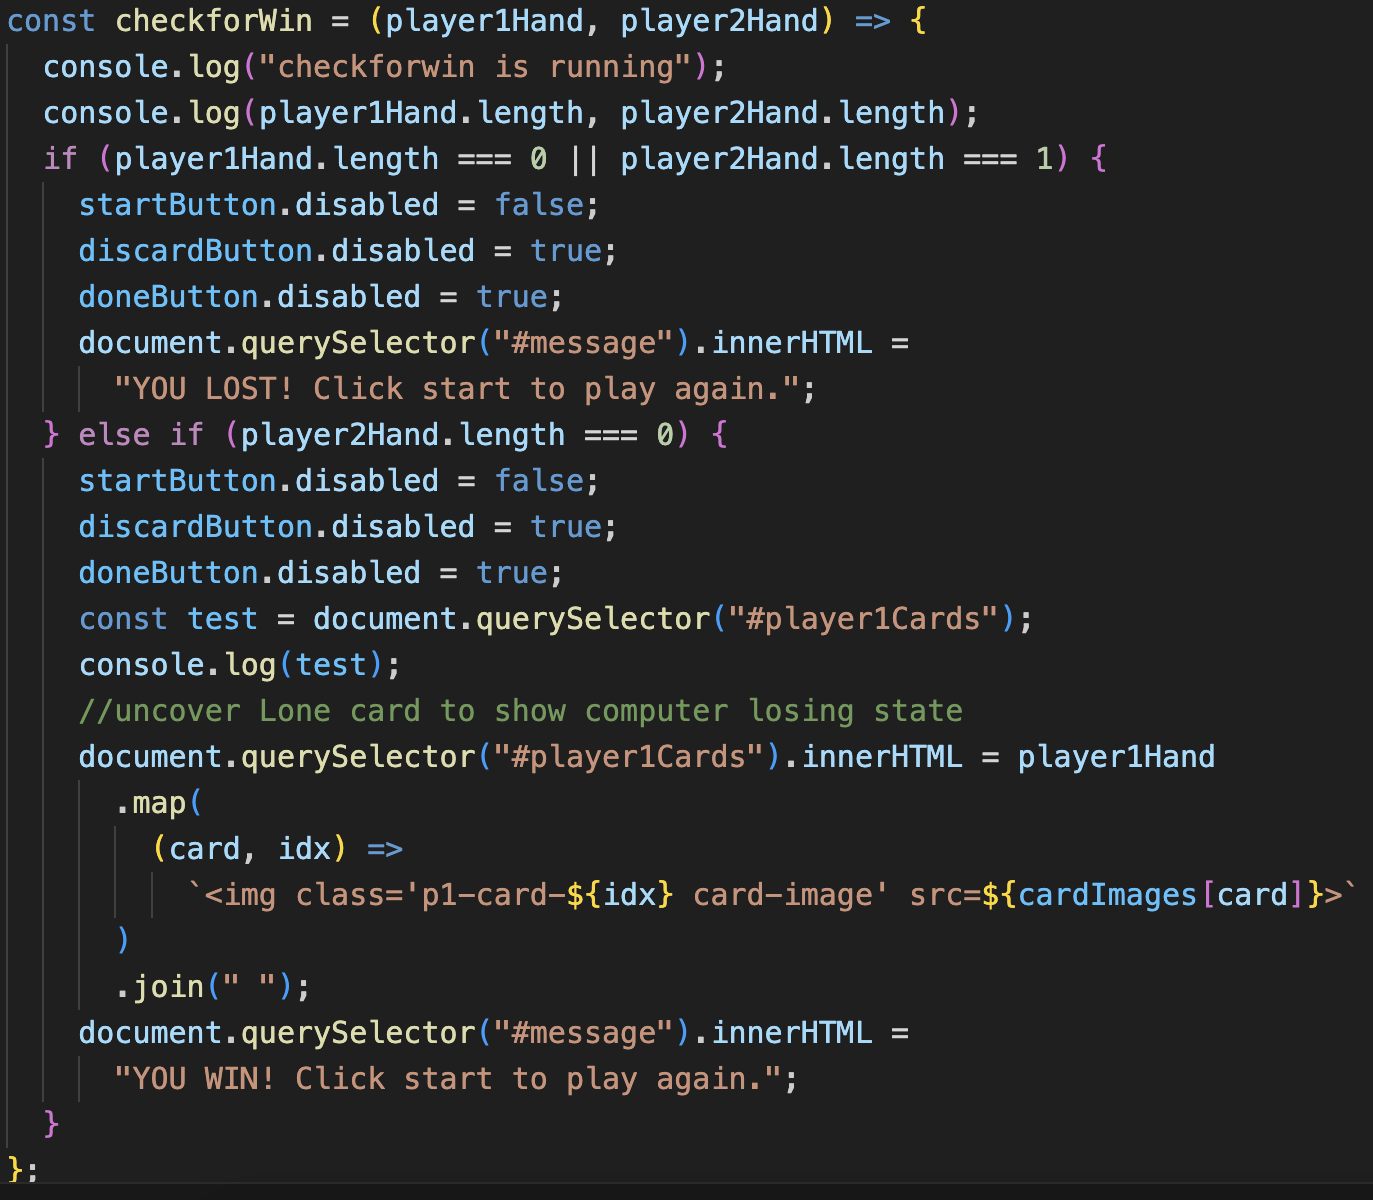 const checkforWin = (player1Hand, player2Hand) => {
  console.log("checkforwin is running");
  console.log(player1Hand.length, player2Hand.length);
  if (player1Hand.length === 0 || player2Hand.length === 1) {
    startButton.disabled = false;
    discardButton.disabled = true;
    doneButton.disabled = true;
    document.querySelector("#message").innerHTML =
      "YOU LOST! Click start to play again.";
  } else if (player2Hand.length === 0) {
    startButton.disabled = false;
    discardButton.disabled = true;
    doneButton.disabled = true;
    const test = document.querySelector("#player1Cards");
    console.log(test);
    //uncover Lone card to show computer losing state
    document.querySelector("#player1Cards").innerHTML = player1Hand
      .map(
        (card, idx) =>
          `<img class='p1-card-${idx} card-image' src=${cardImages[card]}>`
      )
      .join(" ");
    document.querySelector("#message").innerHTML =
      "YOU WIN! Click start to play again.";
  }
};